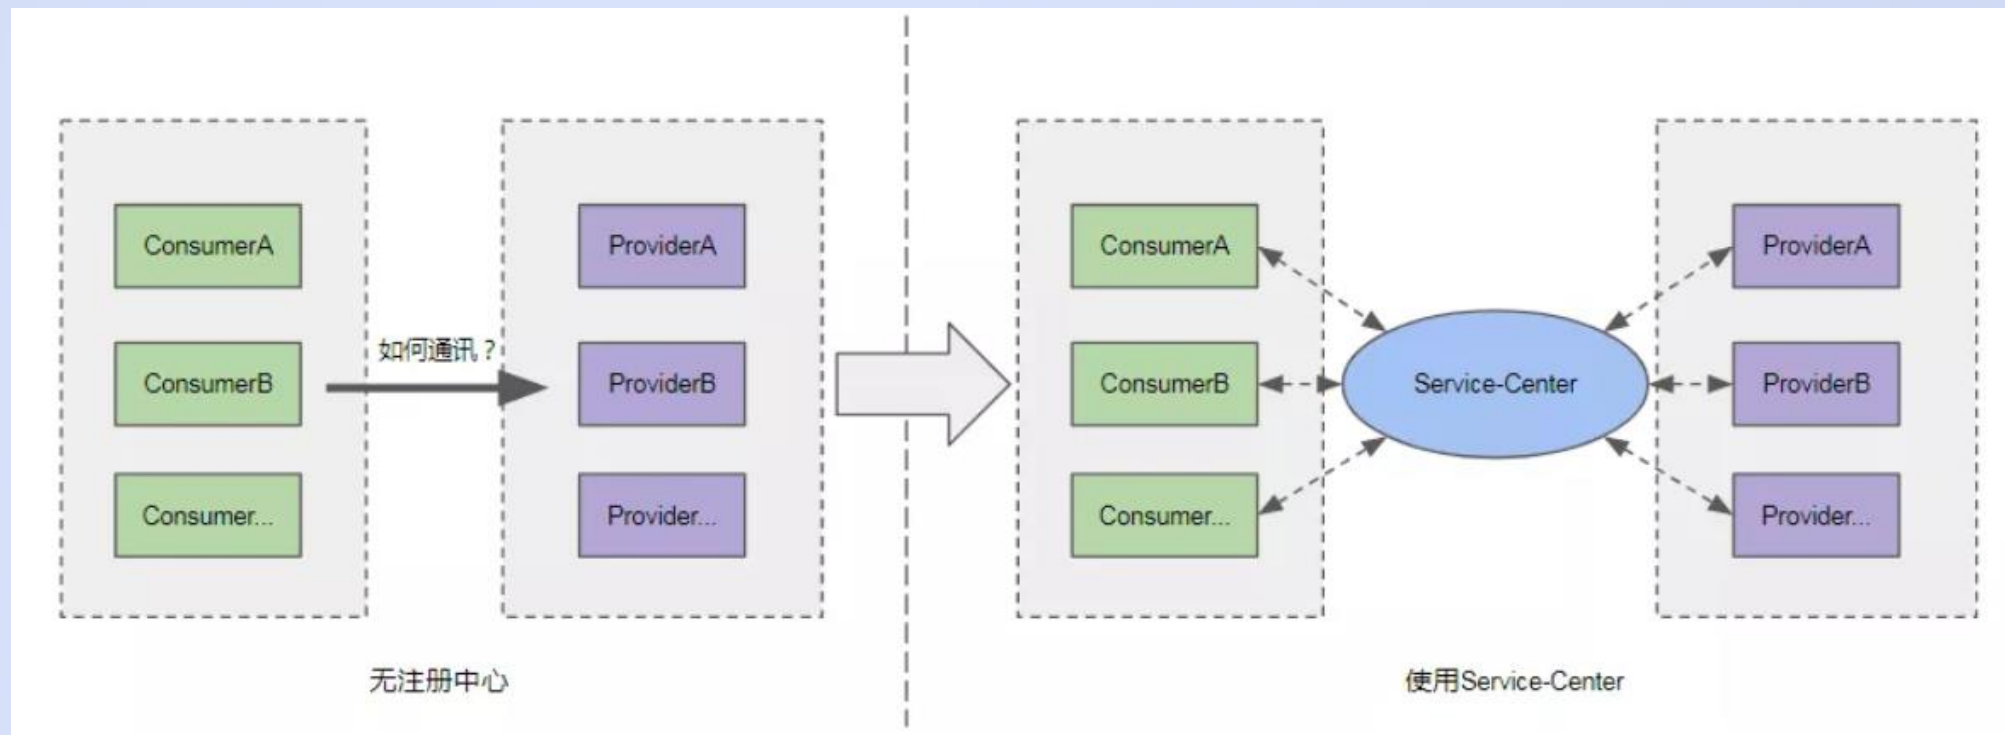 ConsumerA
ConsumerB
Consumer...
如何通讯？
ProviderA
ProviderB
Provider...
无注册中心
ConsumerA
ConsumerB
Consumer...
Service-Center
ProviderA
ProviderB
Provider...
使用Service-Center